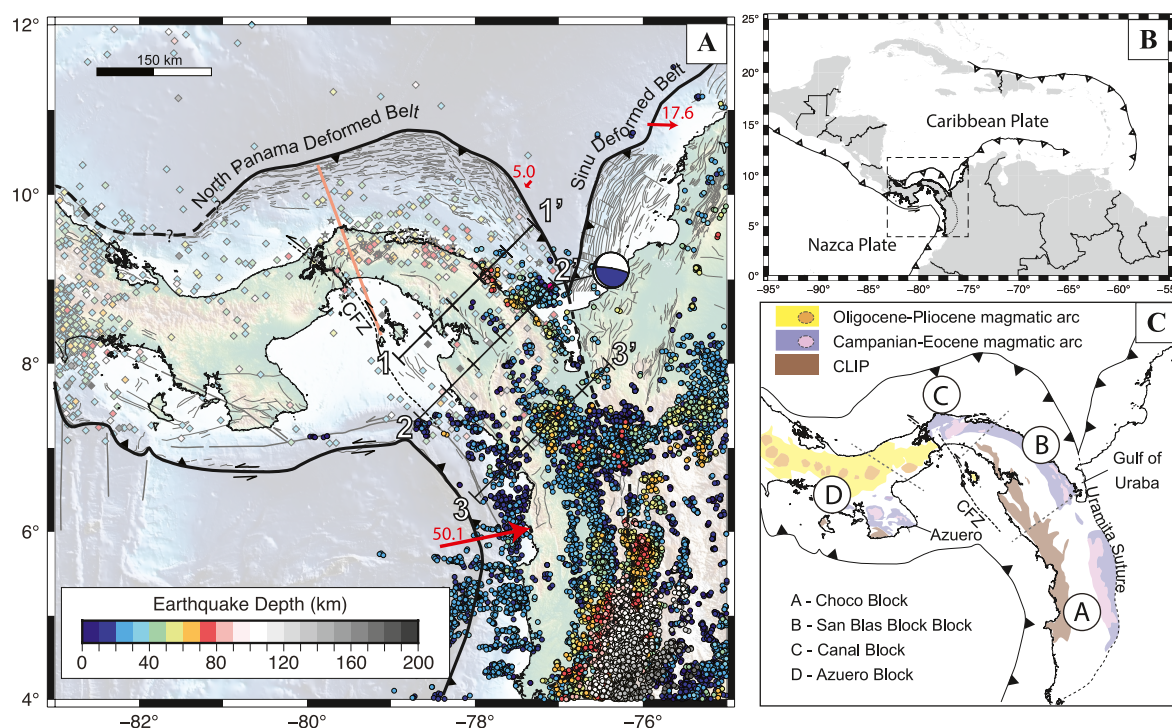 A
150 km
North Panama Deformed Belt
Sinu Deformed Belt
17.6
5.0
1'
?
2'
CFZ
1
3'
2
3
50.1
Earthquake Depth (km)
0 40 80 120 160 200
12°
10°
8°
6°
4°
−82 −80 −78 −76
B
25°
20°
15°
10°
5°
0°
Caribbean Plate
Nazca Plate
−95 −90 −85 −80 −75 −70 −65 −60 −55
C
Oligocene-Pliocene magmatic arc
Campanian-Eocene magmatic arc
CLIP
C
B
Gulf of
Uraba
D
CFZ
Uramita Suture
Azuero
A
A - Choco Block
B - San Blas Block Block
C - Canal Block
D - Azuero Block